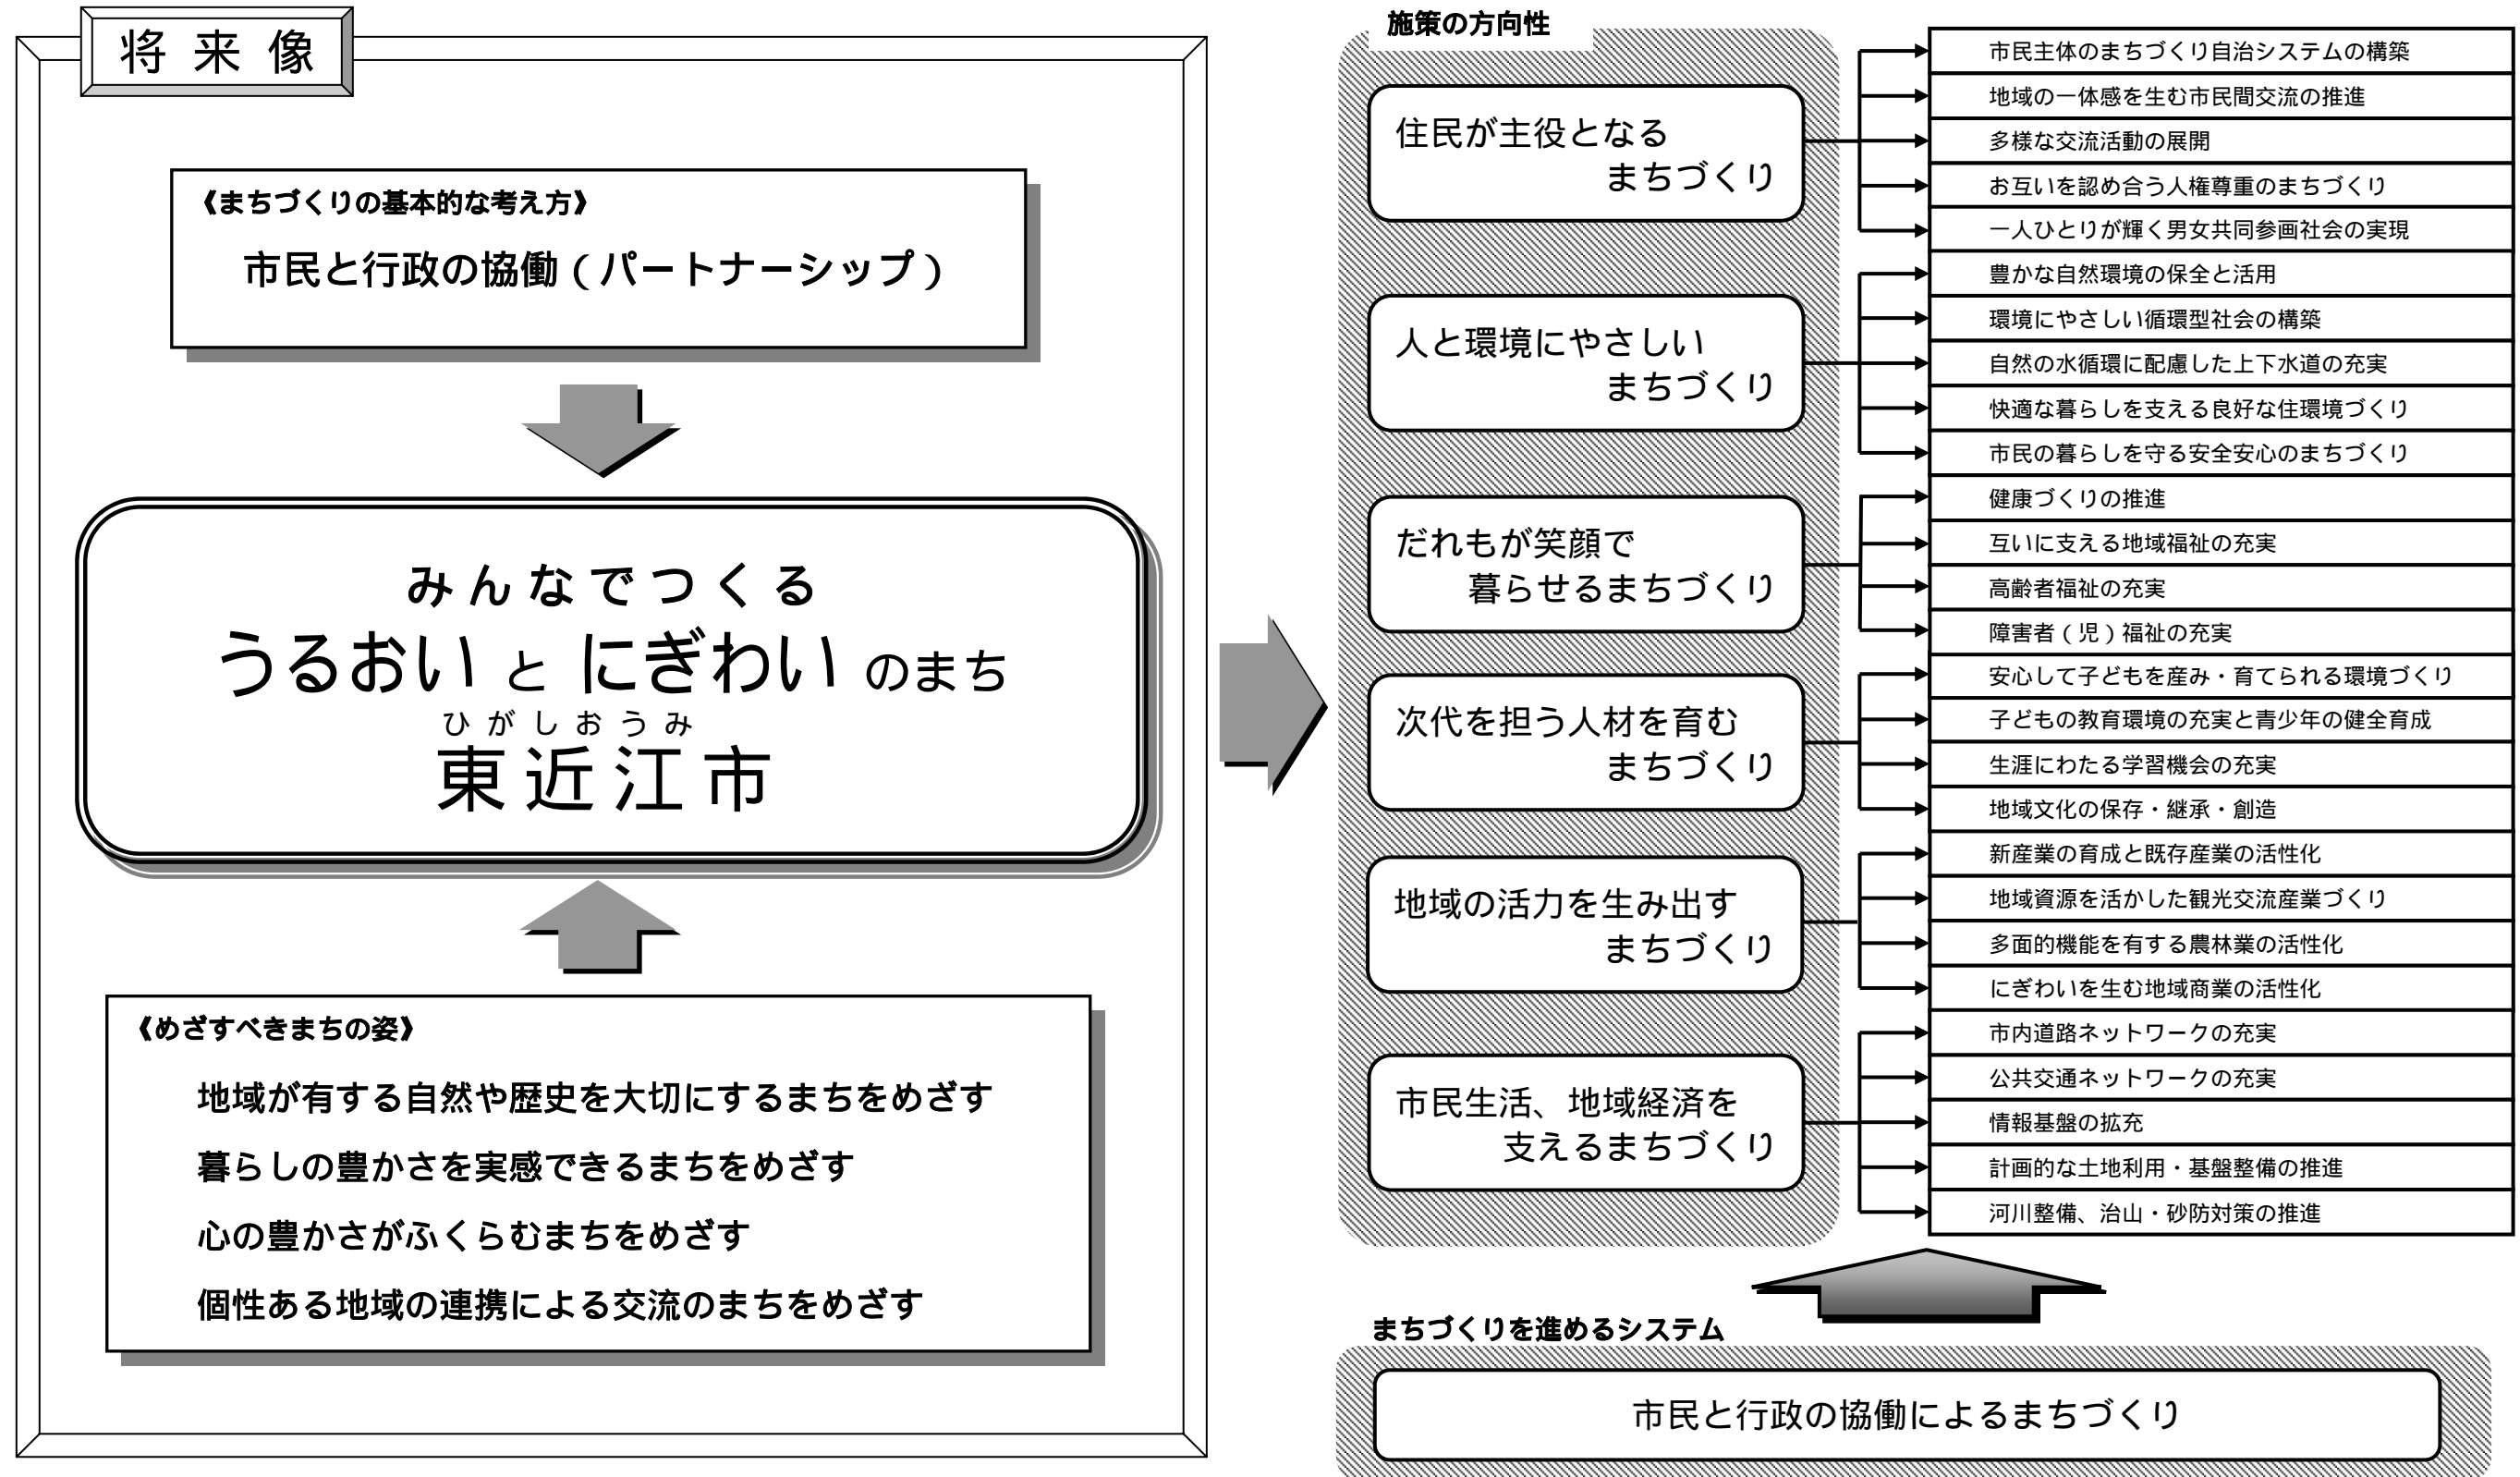 将来像
《まちづくりの基本的な考え方》
市民と行政の協働(パートナーシップ)
みんなでつくる
うるおい と にぎわい のまち
ひがしおうみ
東近江市
《めざすべきまちの姿》
地域が有する自然や歴史を大切にするまちをめざす
暮らしの豊かさを実感できるまちをめざす
心の豊かさがふくらむまちをめざす
個性ある地域の連携による交流のまちをめざす
施策の方向性
住民が主役となる
まちづくり
市民主体のまちづくり自治システムの構築
地域の一体感を生む市民間交流の推進
多様な交流活動の展開
お互いを認め合う人権尊重のまちづくり
一人ひとりが輝く男女共同参画社会の実現
人と環境にやさしい
まちづくり
豊かな自然環境の保全と活用
環境にやさしい循環型社会の構築
自然の水循環に配慮した上下水道の充実
快適な暮らしを支える良好な住環境づくり
市民の暮らしを守る安全安心のまちづくり
だれもが笑顔で
暮らせるまちづくり
健康づくりの推進
互いに支える地域福祉の充実
高齢者福祉の充実
障害者(児)福祉の充実
次代を担う人材を育む
まちづくり
安心して子どもを産み・育てられる環境づくり
子どもの教育環境の充実と青少年の健全育成
生涯にわたる学習機会の充実
地域文化の保存・継承・創造
地域の活力を生み出す
まちづくり
新産業の育成と既存産業の活性化
地域資源を活かした観光交流産業づくり
多面的機能を有する農林業の活性化
にぎわいを生む地域商業の活性化
市民生活、地域経済を
支えるまちづくり
市内道路ネットワークの充実
公共交通ネットワークの充実
情報基盤の拡充
計画的な土地利用・基盤整備の推進
河川整備、治山・砂防対策の推進
まちづくりを進めるシステム
市民と行政の協働によるまちづくり